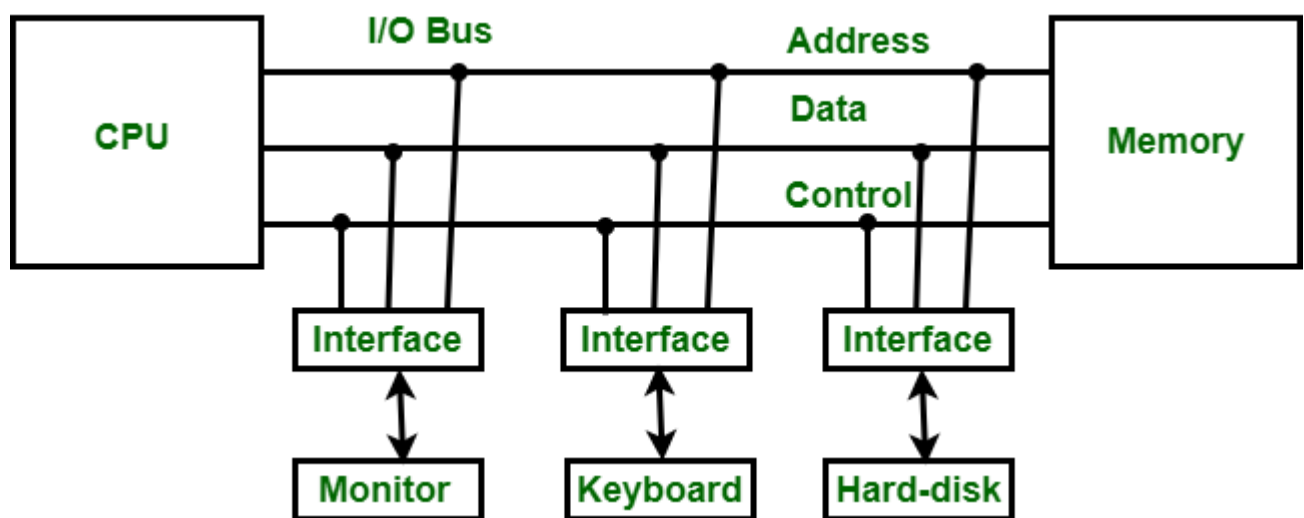 I/O Bus
Address
Data
CPU
Memory
Control
Interface
Interface
Interface
Monitor
Keyboard
Hard-disk